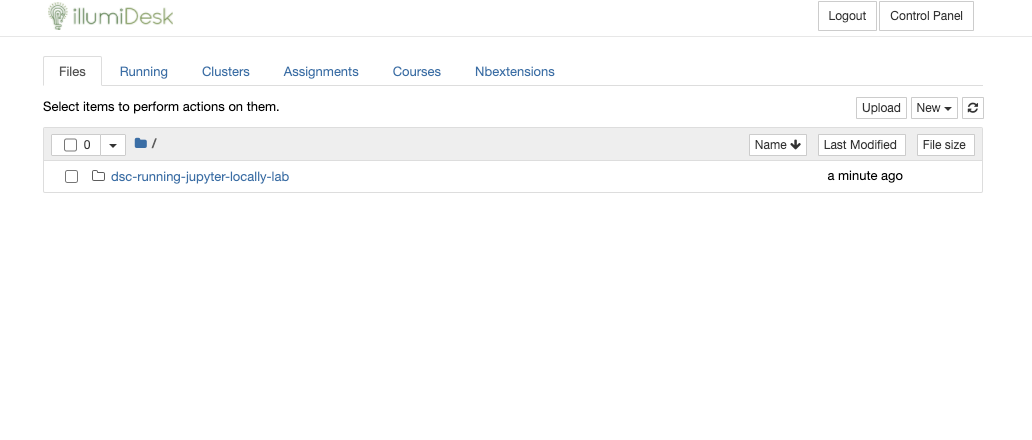 illumiDesk
Logout Control Panel
Files Running Clusters Assignments Courses Nbextensions
Select items to perform actions on them.
Upload New
0 / Name Last Modified File size
dsc-running-jupyter-locally-lab a minute ago